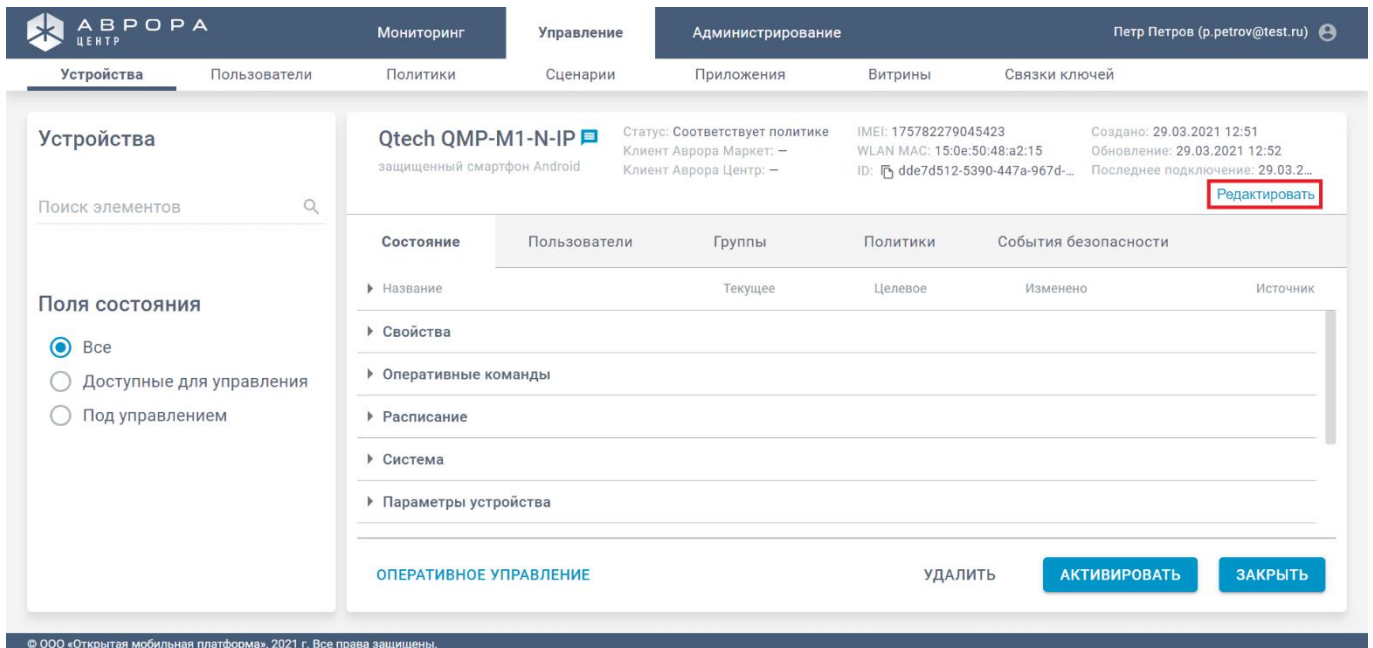 АВРОРА
ЦЕНТР
Мониторинг
Управление
Администрирование
Петр Петров (p.petrov@test.ru)
Устройства
Пользователи
Политики
Сценарии
Приложения
Витрины
Связки ключей
Устройства
Поиск элементов
Поля состояния
Все
Доступные для управления
Под управлением
Qtech QMP-M1-N-IP
защищенный смартфон Android
Статус: Соответствует политике
Клиент Аврора Маркет: —
Клиент Аврора Центр: —
IMEI: 175782279045423
WLAN MAC: 15:0e:50:48:a2:15
ID: dde7d512-5390-447a-967d-...
Создано: 29.03.2021 12:51
Обновление: 29.03.2021 12:52
Последнее подключение: 29.03.2...
Редактировать
Состояние
Пользователи
Группы
Политики
События безопасности
Название
Текущее
Целевое
Изменено
Источник
Свойства
Оперативные команды
Расписание
Система
Параметры устройства
ОПЕРАТИВНОЕ УПРАВЛЕНИЕ
УДАЛИТЬ
АКТИВИРОВАТЬ
ЗАКРЫТЬ
© ООО «Открытая мобильная платформа», 2021 г. Все права защищены.